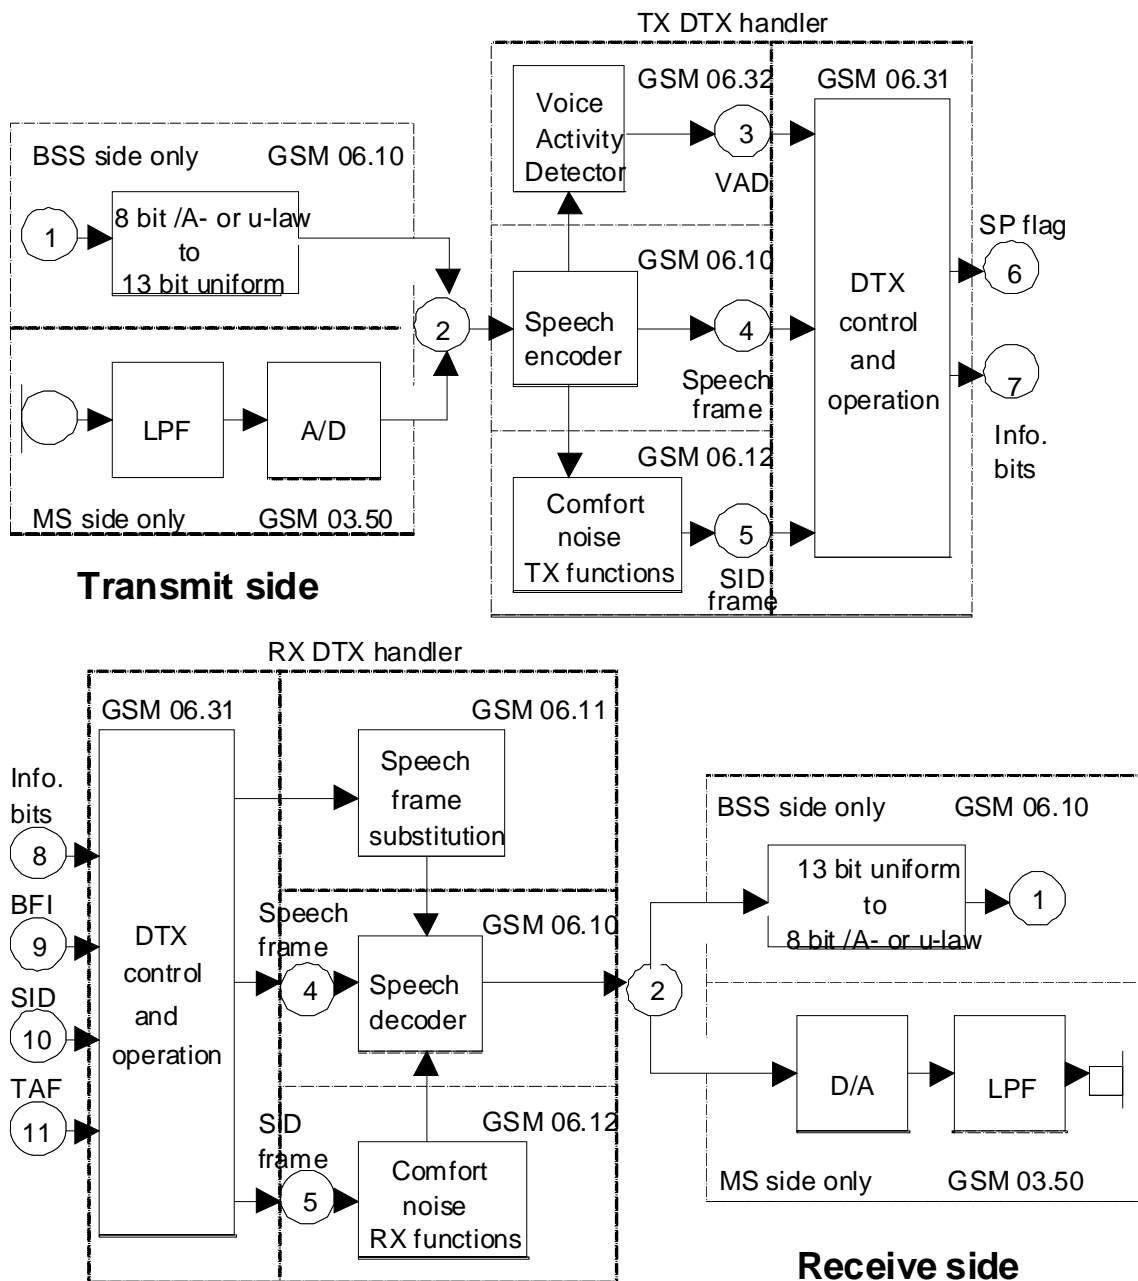 TX DTX handler
GSM 06.32
GSM 06.31
Voice
Activity
Detector
3
VAD
BSS side only
GSM 06.10
1
8 bit /A- or u-law
to
13 bit uniform
2
GSM 06.10
Speech
encoder
4
Speech
frame
DTX
control
and
operation
SP flag
6
7
Info.
bits
LPF
A/D
MS side only
GSM 03.50
GSM 06.12
Comfort
noise
TX functions
5
SID
frame
Transmit side
RX DTX handler
GSM 06.31
GSM 06.11
Info.
bits
8
BFI
9
SID
10
TAF
11
DTX
control
and
operation
Speech
frame
substitution
Speech
frame
4
GSM 06.10
Speech
decoder
SID
frame
5
GSM 06.12
Comfort
noise
RX functions
2
BSS side only
GSM 06.10
13 bit uniform
to
8 bit /A- or u-law
1
D/A
LPF
MS side only
GSM 03.50
Receive side